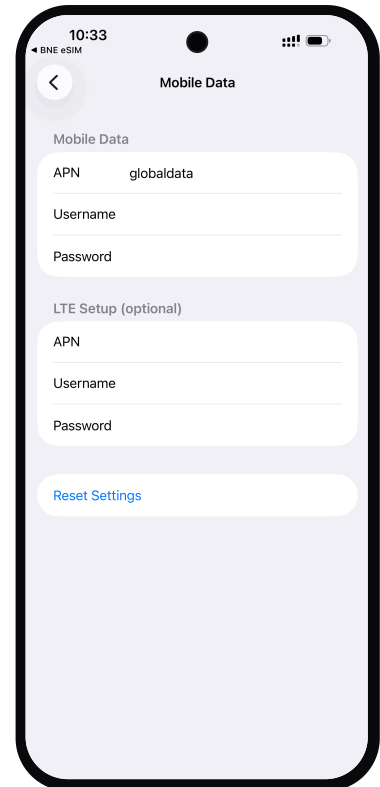 10:33
◀ BNE eSIM
Mobile Data
Mobile Data
APN globaldata
Username
Password
LTE Setup (optional)
APN
Username
Password
Reset Settings